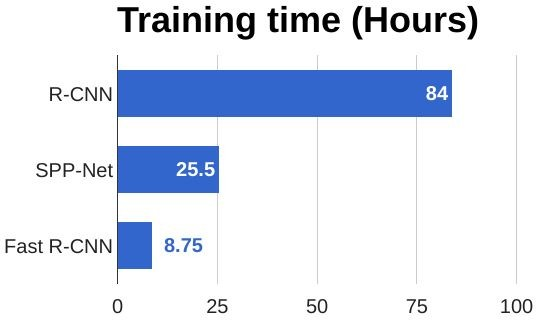 Training time (Hours)
R-CNN 84
SPP-Net 25.5
Fast R-CNN 8.75
0 25 50 75 100